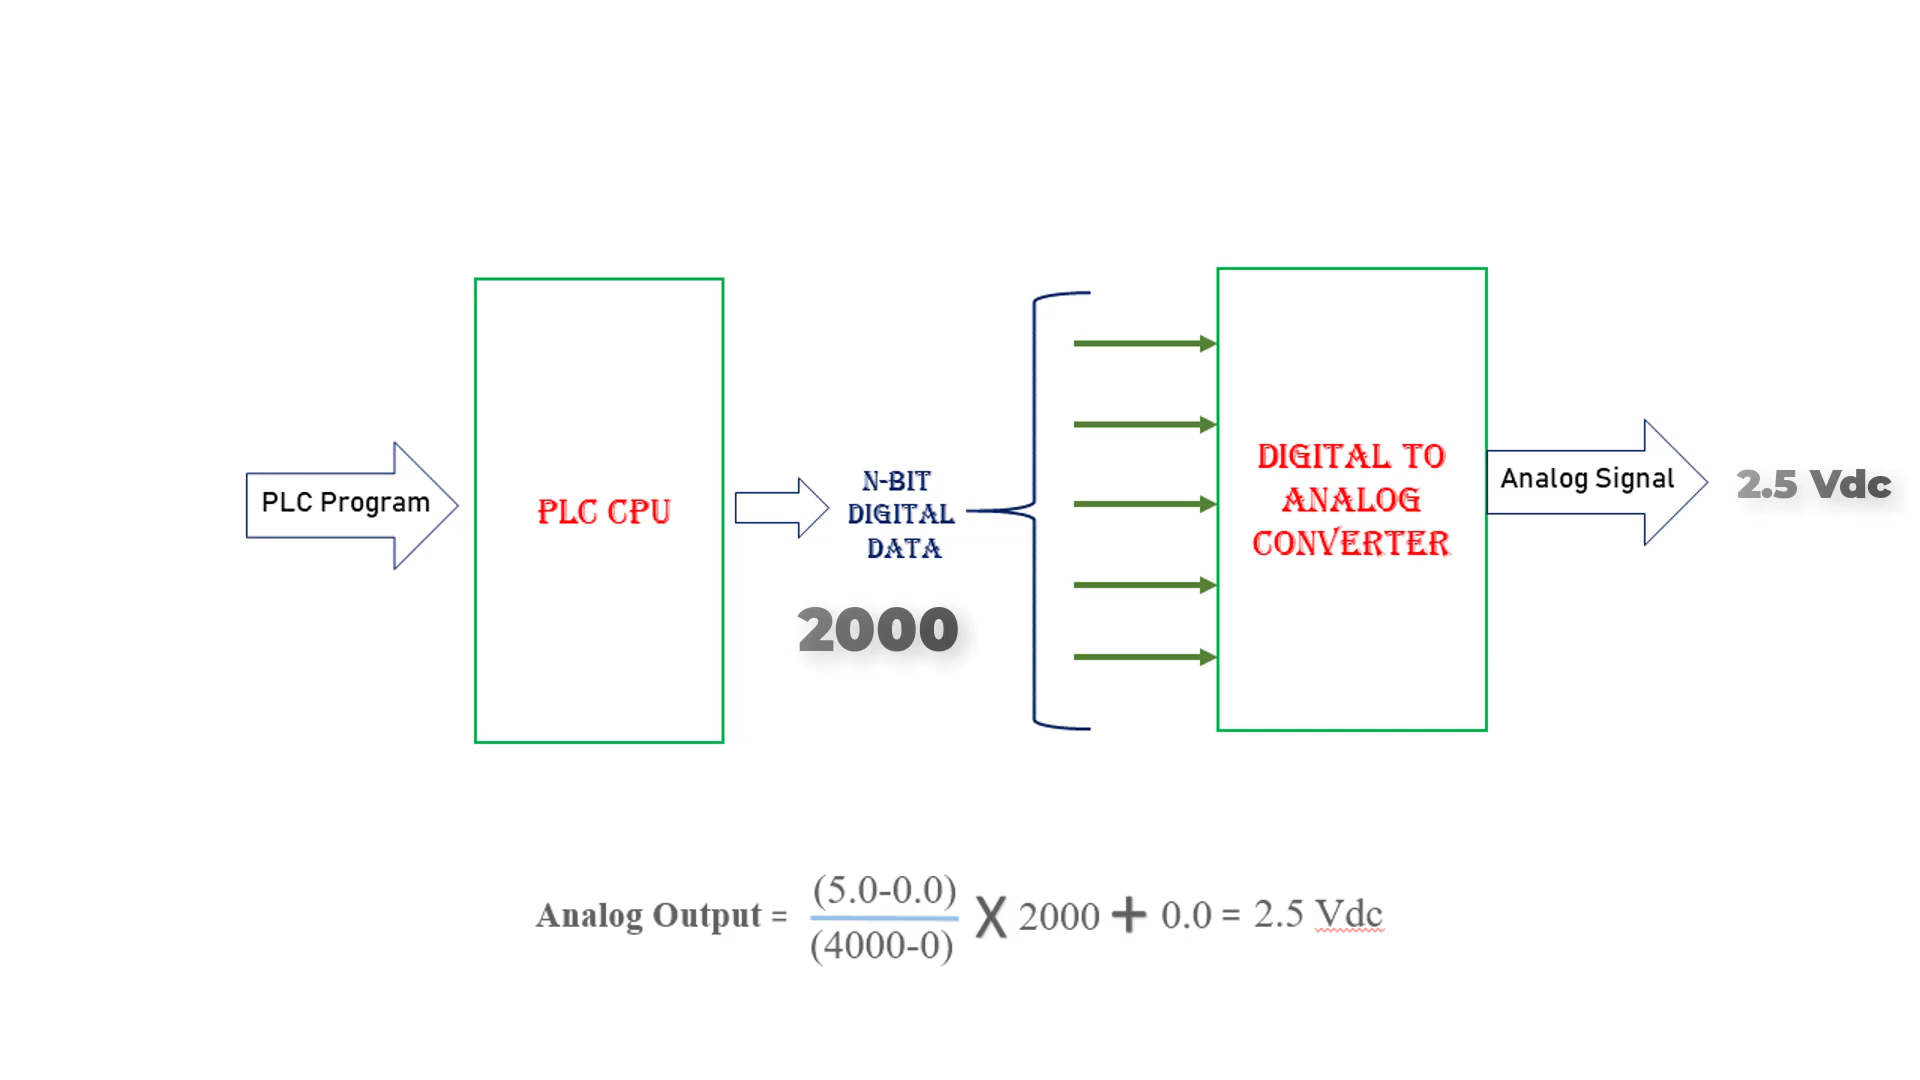 PLC Program
PLC CPU
N-BIT
DIGITAL
DATA
2000
DIGITAL TO
ANALOG
CONVERTER
Analog Signal
2.5 Vdc
Analog Output = (5.0-0.0) X 2000 + 0.0 = 2.5 Vdc
(4000-0)